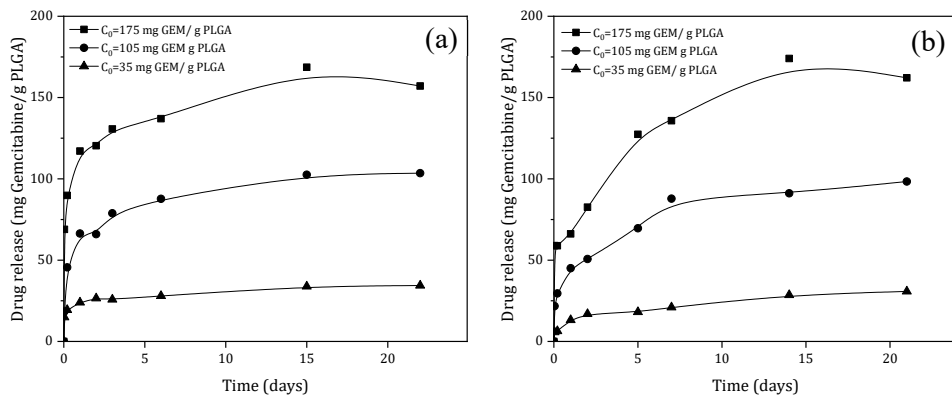 (a)
C₀=175 mg GEM/ g PLGA
C₀=105 mg GEM g PLGA
C₀=35 mg GEM/ g PLGA
200
150
100
50
0
Drug release (mg Gemcitabine/g PLGA)
0 5 10 15 20
Time (days)
(b)
C₀=175 mg GEM/ g PLGA
C₀=105 mg GEM g PLGA
C₀=35 mg GEM/ g PLGA
200
150
100
50
0
Drug release (mg Gemcitabine/g PLGA)
0 5 10 15 20
Time (days)